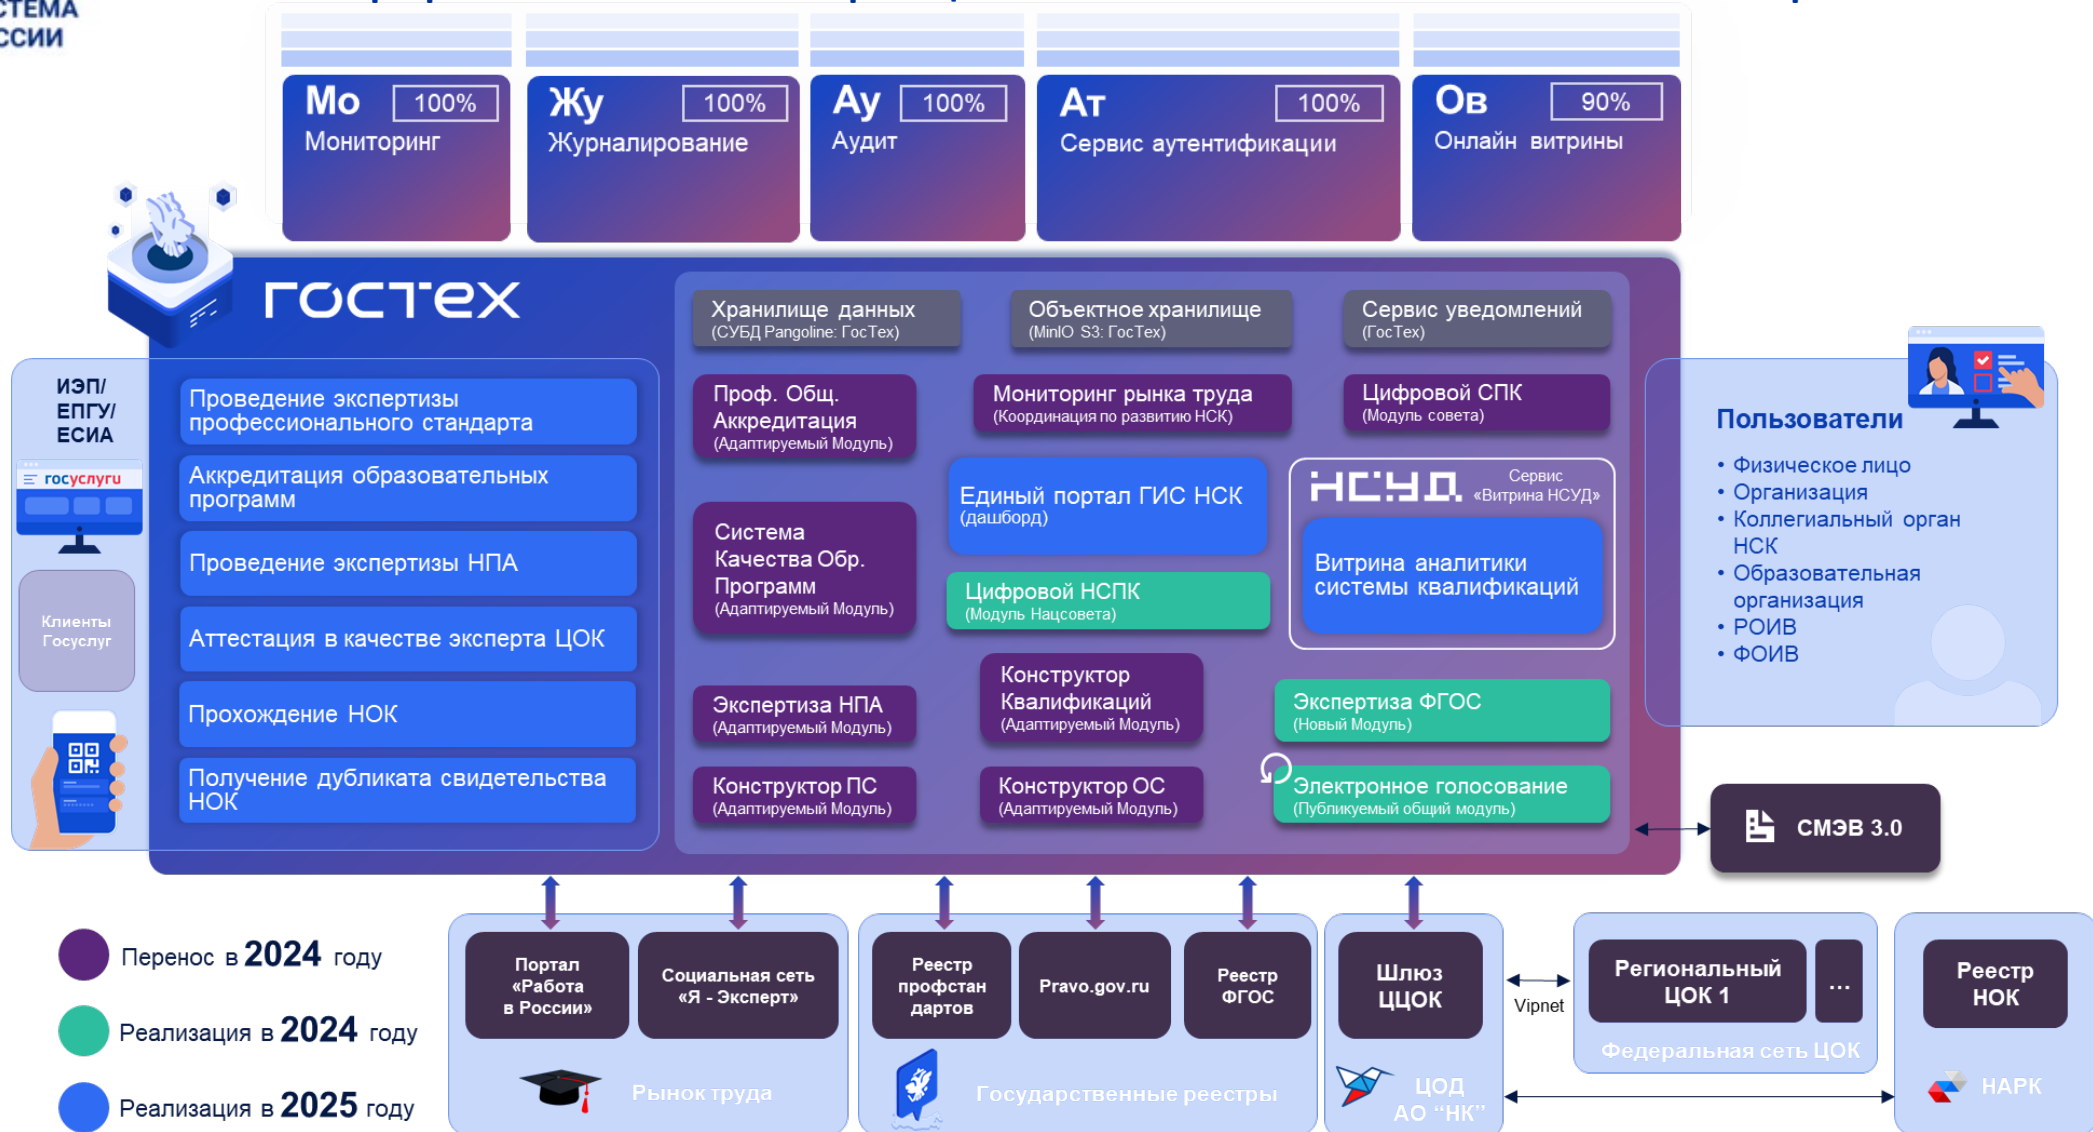 СТЕМА
ССИИ
Мо 100%
Мониторинг
Жу 100%
Журналирование
Ау 100%
Аудит
Ат 100%
Сервис аутентификации
Ов 90%
Онлайн витрины
ГОСТЕХ
Хранилище данных
(СУБД Pangoline: ГосТех)
Объектное хранилище
(MinIO S3: ГосТех)
Сервис уведомлений
(ГосТех)
ИЭП/
ЕПГУ/
ЕСИА
госуслуги
Клиенты
Госуслуг
Проведение экспертизы
профессионального стандарта
Аккредитация образовательных
программ
Проведение экспертизы НПА
Аттестация в качестве эксперта ЦОК
Прохождение НОК
Получение дубликата свидетельства
НОК
Проф. Общ.
Аккредитация
(Адаптируемый Модуль)
Мониторинг рынка труда
(Координация по развитию НСК)
Цифровой СПК
(Модуль совета)
Система
Качества Обр.
Программ
(Адаптируемый Модуль)
Единый портал ГИС НСК
(дашборд)
НСУД
Сервис
«Витрина НСУД»
Витрина аналитики
системы квалификаций
Цифровой НСПК
(Модуль Нацсовета)
Экспертиза НПА
(Адаптируемый Модуль)
Конструктор
Квалификаций
(Адаптируемый Модуль)
Экспертиза ФГОС
(Новый Модуль)
Конструктор ПС
(Адаптируемый Модуль)
Конструктор ОС
(Адаптируемый Модуль)
Электронное голосование
(Публикуемый общий модуль)
Пользователи
• Физическое лицо
• Организация
• Коллегиальный орган
НСК
• Образовательная
организация
• РОИВ
• ФОИВ
СМЭВ 3.0
Перенос в 2024 году
Реализация в 2024 году
Реализация в 2025 году
Портал
«Работа
в России»
Социальная сеть
«Я - Эксперт»
Рынок труда
Реестр
профстан
дартов
Pravo.gov.ru
Реестр
ФГОС
Государственные реестры
Шлюз
ЦЦОК
ЦОД
АО “НК”
Vipnet
Региональный
ЦОК 1
...
Федеральная сеть ЦОК
Реестр
НОК
НАРК